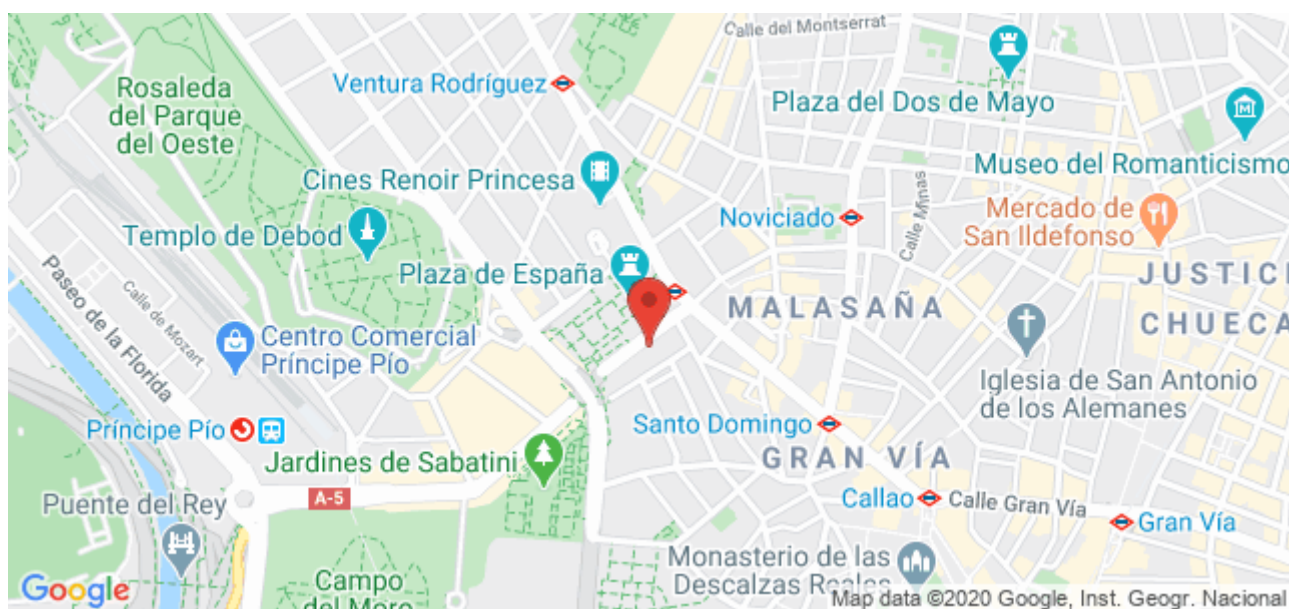 Calle del Montserrat
Rosaleda
del Parque
del Oeste
Ventura Rodríguez
Plaza del Dos de Mayo
Museo del Romanticismo
Cines Renoir Princesa
Noviciado
Calle Minas
Mercado de
San Ildefonso
Templo de Debod
Plaza de España
JUSTICI
CHUECA
MALASAÑA
Paseo de la Florida
Calle de Mozart
Centro Comercial
Príncipe Pío
Iglesia de San Antonio
de los Alemanes
Santo Domingo
GRAN VÍA
Príncipe Pío
Jardines de Sabatini
A-5
Puente del Rey
Callao
Calle Gran Vía
Gran Vía
Monasterio de las
Descalzas Reales
Campo
del Moro
Google
Map data ©2020 Google, Inst. Geogr. Nacional